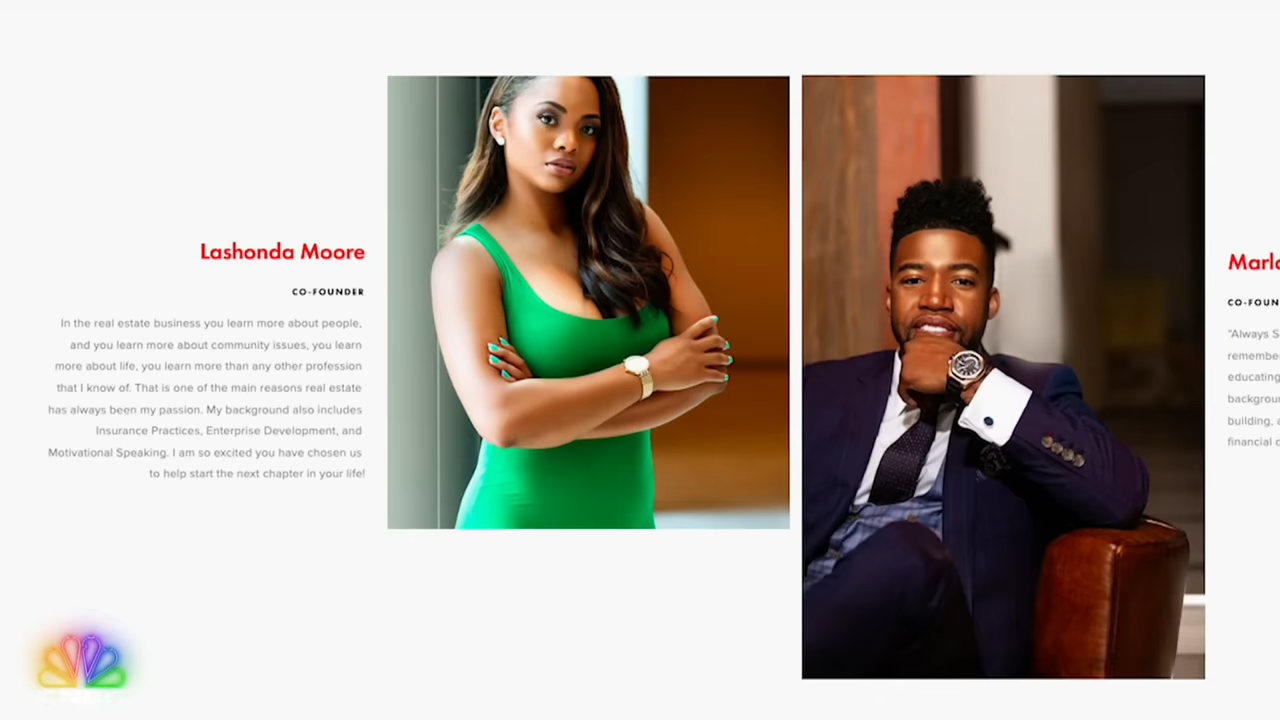 Lashonda Moore
CO-FOUNDER
In the real estate business you learn more about people,
and you learn more about community issues, you learn
more about life, you learn more than any other profession
that I know of. That is one of the main reasons real estate
has always been my passion. My background also includes
Insurance Practices, Enterprise Development, and
Motivational Speaking. I am so excited you have chosen us
to help start the next chapter in your life!
CO-FOUN
"Always S
educating
building,
financial